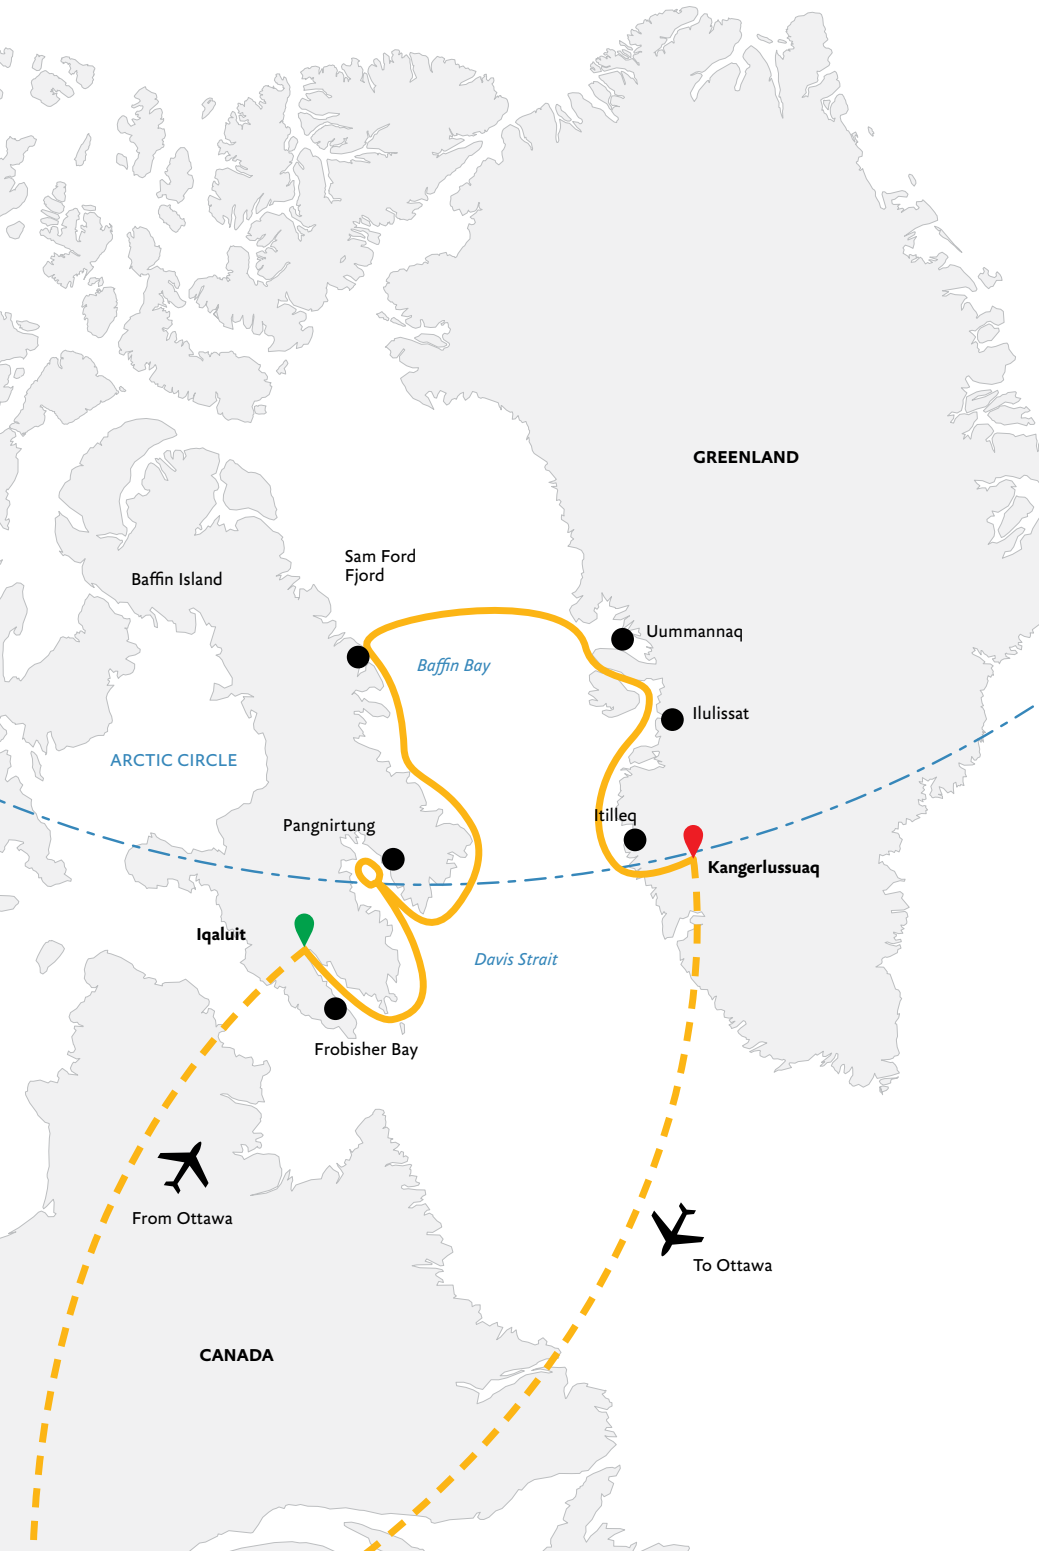 GREENLAND
Sam Ford
Fjord
Baffin Island
Uummannaq
Baffin Bay
Ilulissat
ARCTIC CIRCLE
Itilleq
Pangnirtung
Kangerlussuaq
Iqaluit
Davis Strait
Frobisher Bay
From Ottawa
To Ottawa
CANADA